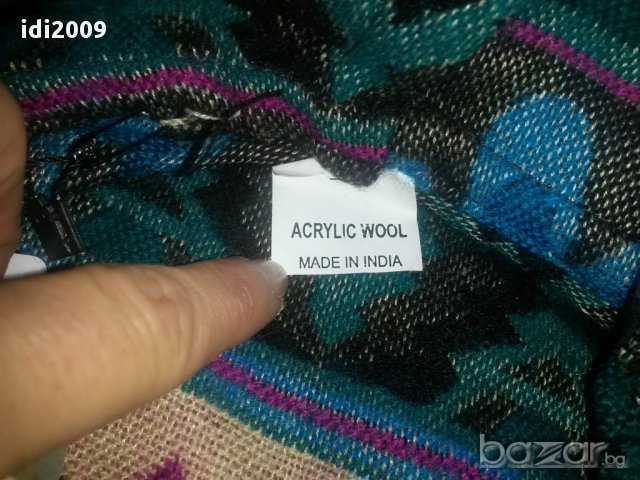 idi2009
ACRYLIC WOOL
MADE IN INDIA
bazar.bg